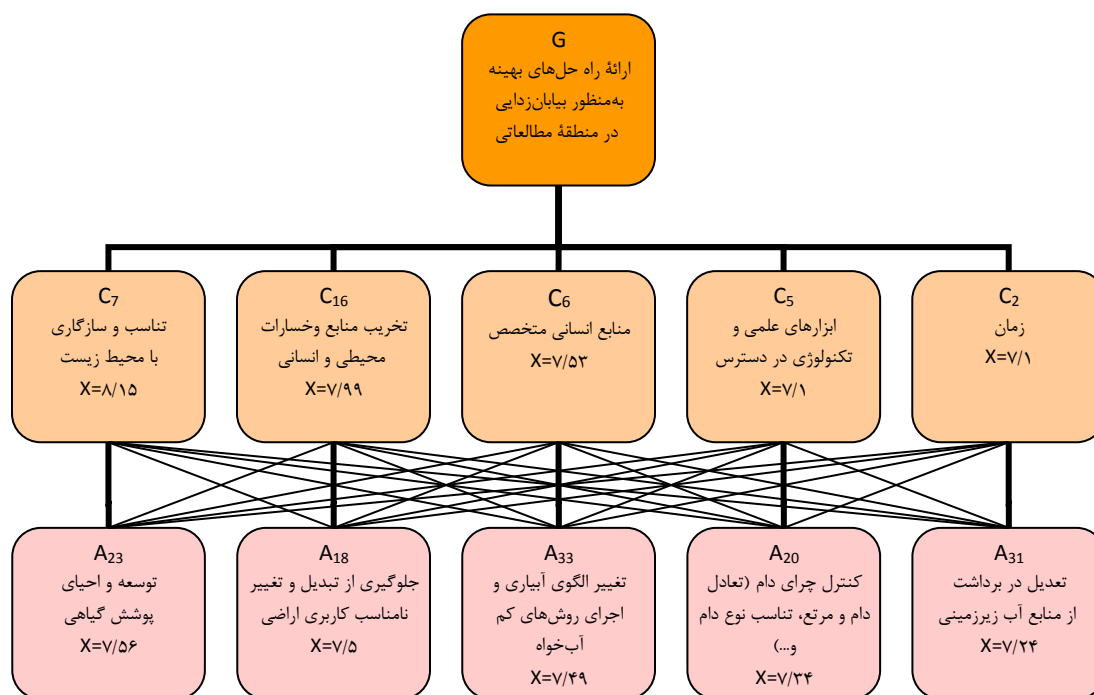 G
ارائۀ راه حل‌های بهینه
به‌منظور بیابان‌زدایی
در منطقۀ مطالعاتی
C₂
زمان
X=۷/۱
C₅
ابزارهای علمی و
تکنولوژی در دسترس
X=۷/۱
C₆
منابع انسانی متخصص
X=۷/۵۳
C₁₆
تخریب منابع وخسارات
محیطی و انسانی
X=۷/۹۹
C₇
تناسب و سازگاری
با محیط زیست
X=۸/۱۵
A₃₁
تعدیل در برداشت
از منابع آب زیرزمینی
X=۷/۲۴
A₂₀
کنترل چرای دام (تعادل
دام و مرتع، تناسب نوع دام
و...)
X=۷/۳۴
A₃₃
تغییر الگوی آبیاری و
اجرای روش‌های کم
آب‌خواه
X=۷/۴۹
A₁₈
جلوگیری از تبدیل و تغییر
نامناسب کاربری اراضی
X=۷/۵
A₂₃
توسعه و احیای
پوشش گیاهی
X=۷/۵۶